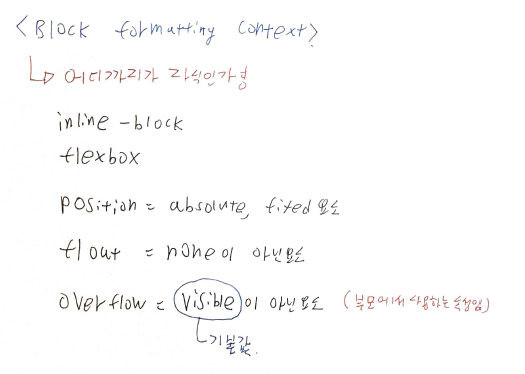 <Block formatting context>
어디까지가 자식인가형
inline-block
flexbox
position = absolute, fixed 요소
float = none이 아닌요소
overflow = visible이 아닌요소 (부모에서 사용하는 속성임)
기본값.